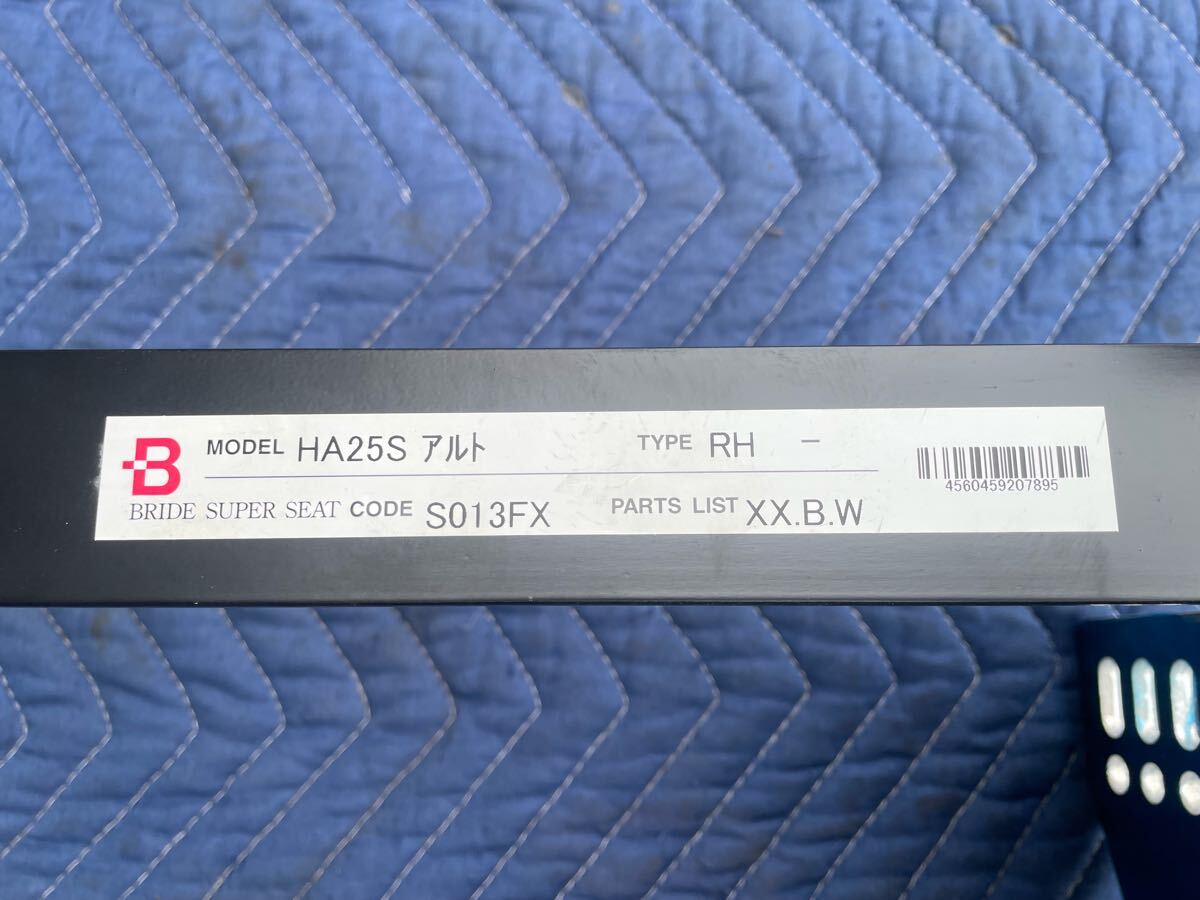 B MODEL HA25S アルト TYPE RH -
BRIDE SUPER SEAT CODE S013FX PARTS LIST XX.B.W
4560459207895